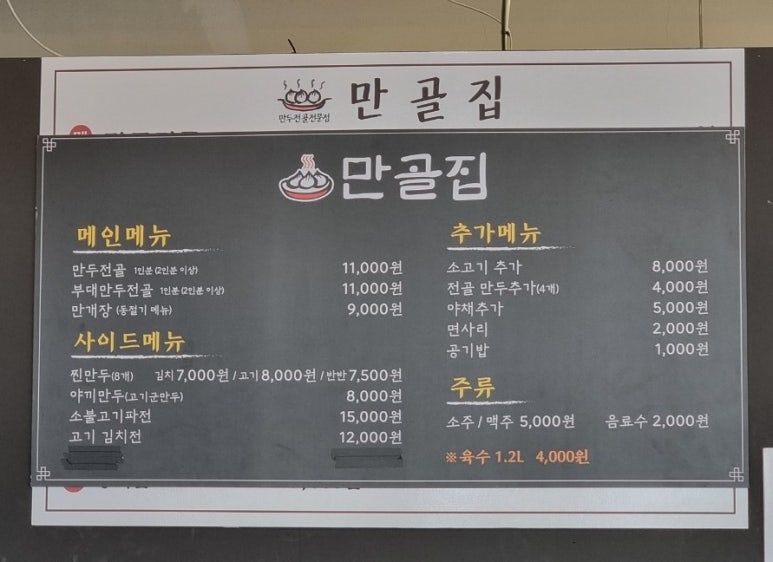 만두전골전문점
만골집
만골집
메인메뉴
만두전골 1인분(2인분 이상) 11,000원
부대만두전골 1인분(2인분 이상) 11,000원
만개장 (동절기 메뉴) 9,000원
사이드메뉴
찐만두(8개) 김치7,000원 / 고기8,000원 / 반반7,500원
야끼만두(고기군만두) 8,000원
소불고기파전 15,000원
고기 김치전 12,000원
추가메뉴
소고기 추가 8,000원
전골 만두추가(4개) 4,000원
야채추가 5,000원
면사리 2,000원
공기밥 1,000원
주류
소주 / 맥주 5,000원 음료수 2,000원
※육수 1.2L 4,000원